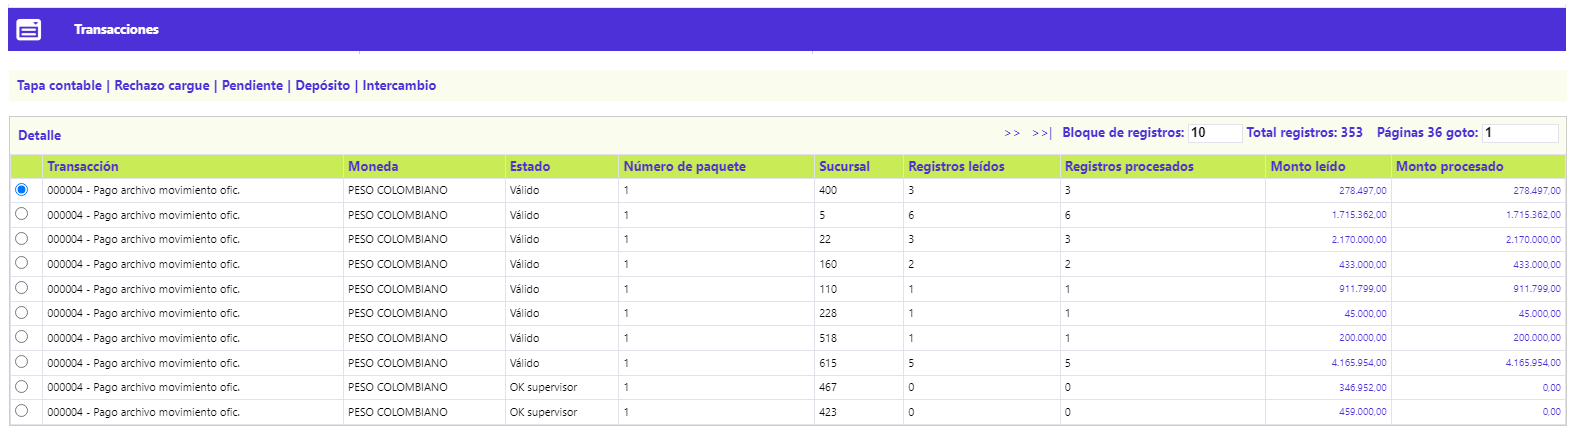 Transacciones
Tapa contable | Rechazo cargue | Pendiente | Depósito | Intercambio
Detalle >> >>| Bloque de registros: 10 Total registros: 353 Páginas 36 goto: 1
Transacción Moneda Estado Número de paquete Sucursal Registros leídos Registros procesados Monto leído Monto procesado
000004 - Pago archivo movimiento ofic. PESO COLOMBIANO Válido 1 400 3 3 278.497,00 278.497,00
000004 - Pago archivo movimiento ofic. PESO COLOMBIANO Válido 1 5 6 6 1.715.362,00 1.715.362,00
000004 - Pago archivo movimiento ofic. PESO COLOMBIANO Válido 1 22 3 3 2.170.000,00 2.170.000,00
000004 - Pago archivo movimiento ofic. PESO COLOMBIANO Válido 1 160 2 2 433.000,00 433.000,00
000004 - Pago archivo movimiento ofic. PESO COLOMBIANO Válido 1 110 1 1 911.799,00 911.799,00
000004 - Pago archivo movimiento ofic. PESO COLOMBIANO Válido 1 228 1 1 45.000,00 45.000,00
000004 - Pago archivo movimiento ofic. PESO COLOMBIANO Válido 1 518 1 1 200.000,00 200.000,00
000004 - Pago archivo movimiento ofic. PESO COLOMBIANO Válido 1 615 5 5 4.165.954,00 4.165.954,00
000004 - Pago archivo movimiento ofic. PESO COLOMBIANO OK supervisor 1 467 0 0 346.952,00 0,00
000004 - Pago archivo movimiento ofic. PESO COLOMBIANO OK supervisor 1 423 0 0 459.000,00 0,00